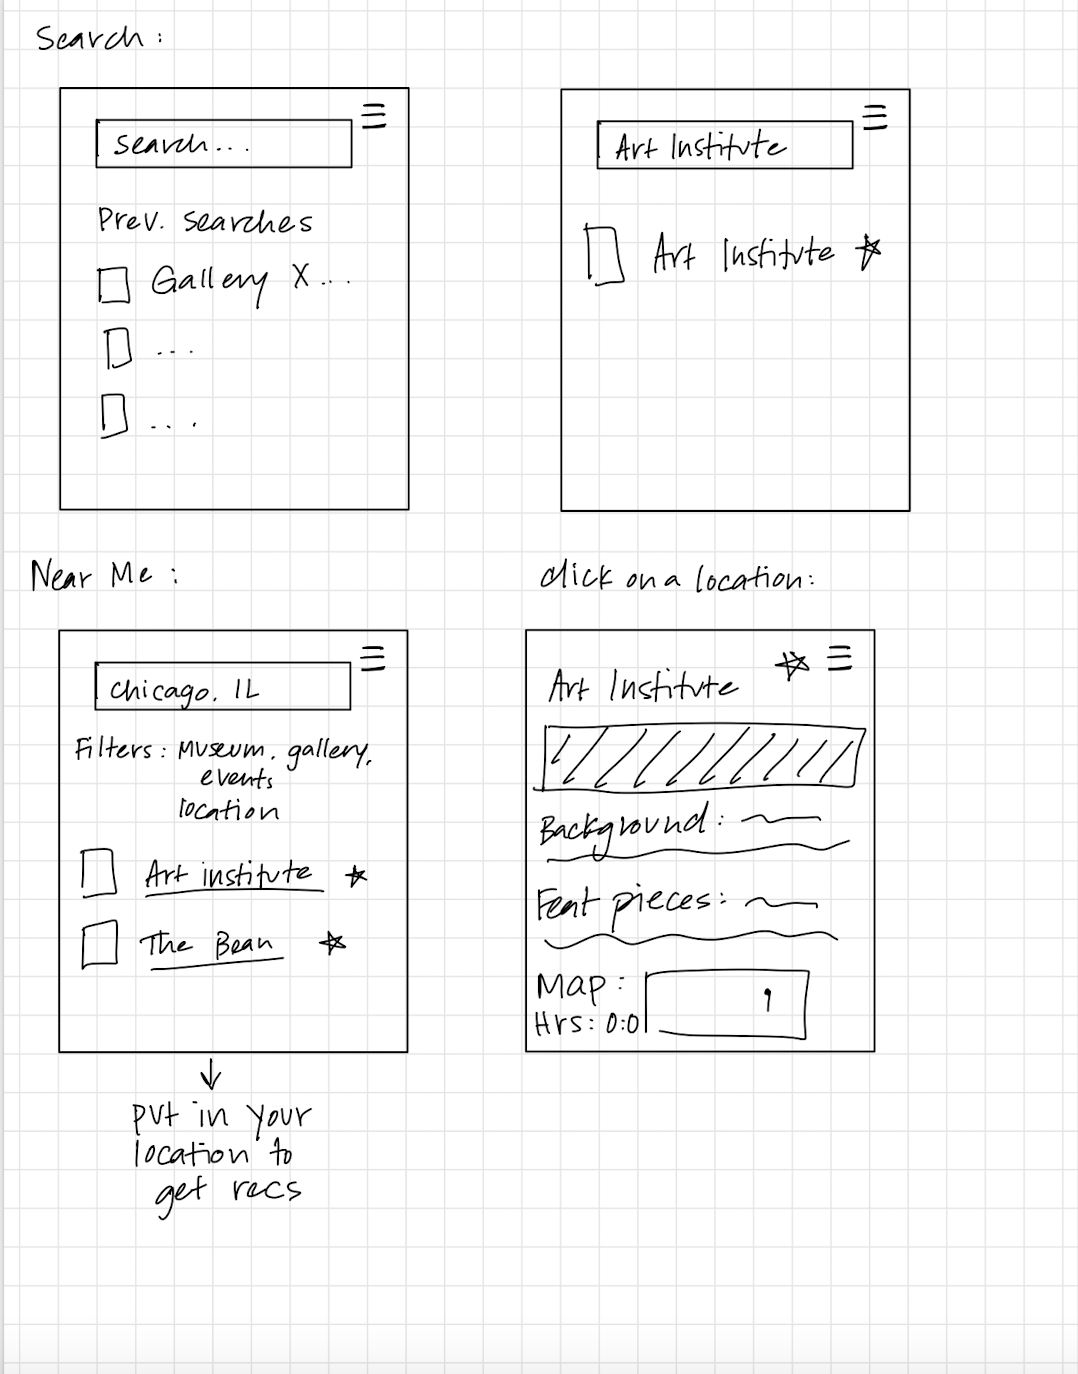 Search:
Search...
Prev. searches
Gallery X...
...
...
Art Institute
Art Institute
Near Me:
Chicago, IL
Filters: Museum, gallery,
events
location
Art institute
The Bean
put in your
location to
get recs
click on a location:
Art Institute
Background:
Feat pieces:
Map:
Hrs: 0:0